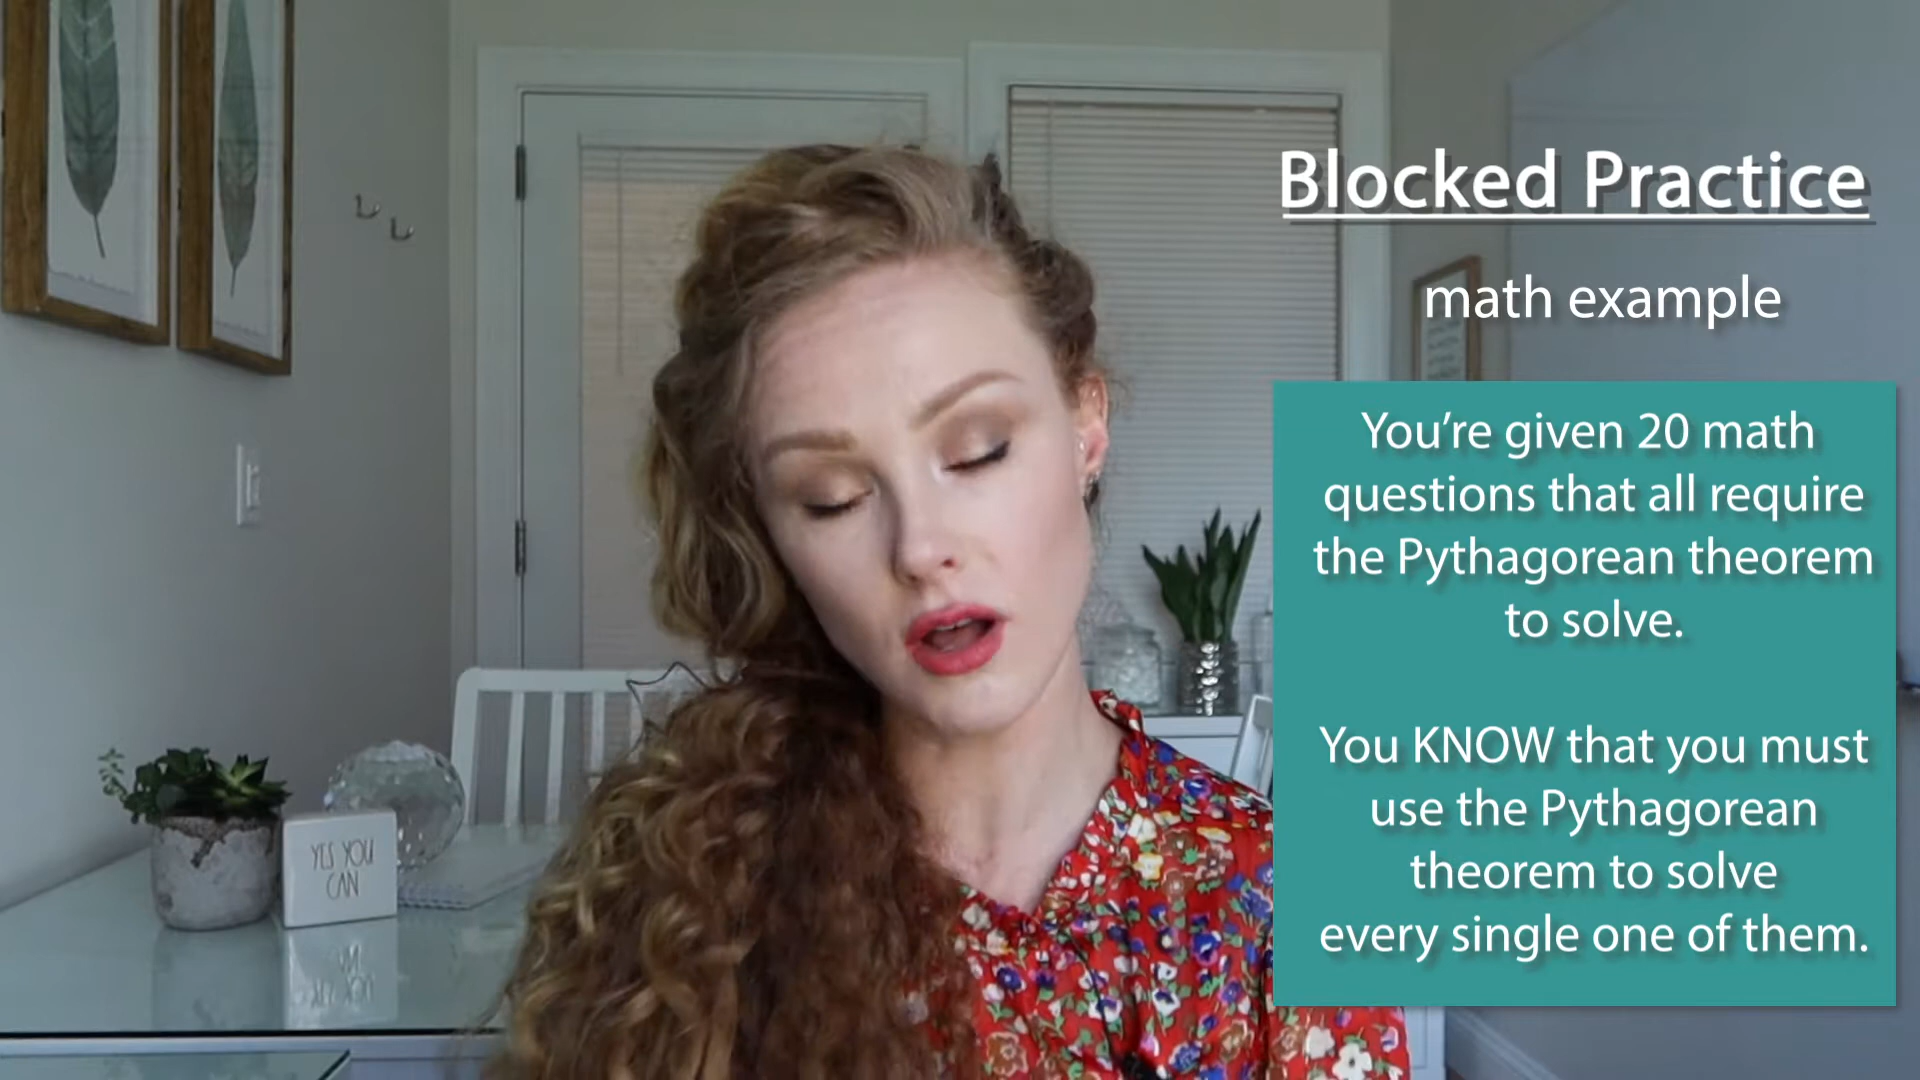 Blocked Practice
math example
You’re given 20 math
questions that all require
the Pythagorean theorem
to solve.
You KNOW that you must
use the Pythagorean
theorem to solve
every single one of them.
YES YOU
CAN